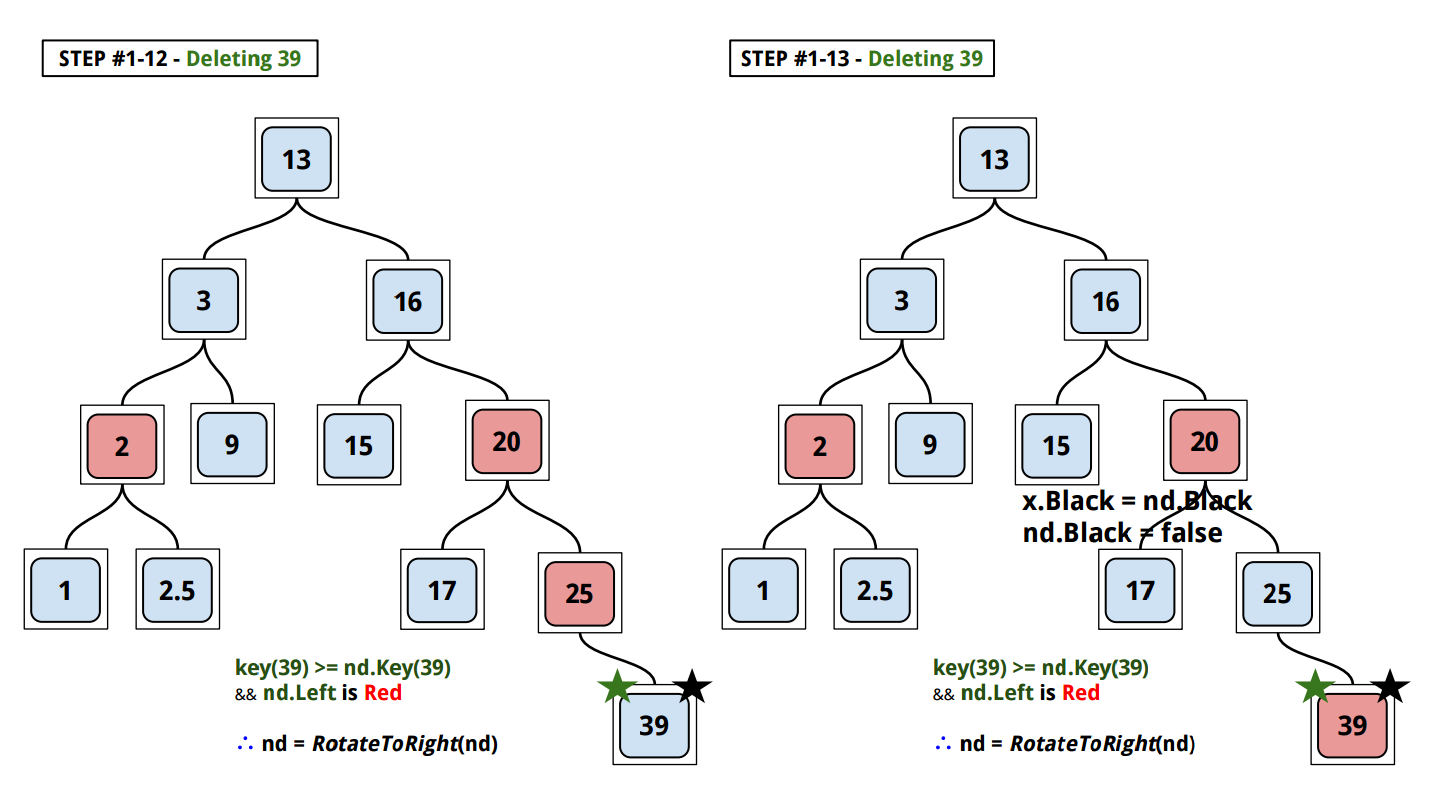 STEP #1-12 - Deleting 39
13
3
16
2
9
15
20
1
2.5
17
25
key(39) >= nd.Key(39)
&& nd.Left is Red
39
∴ nd = RotateToRight(nd)
STEP #1-13 - Deleting 39
13
3
16
2
9
15
20
x.Black = nd.Black
nd.Black = false
1
2.5
17
25
key(39) >= nd.Key(39)
&& nd.Left is Red
39
∴ nd = RotateToRight(nd)